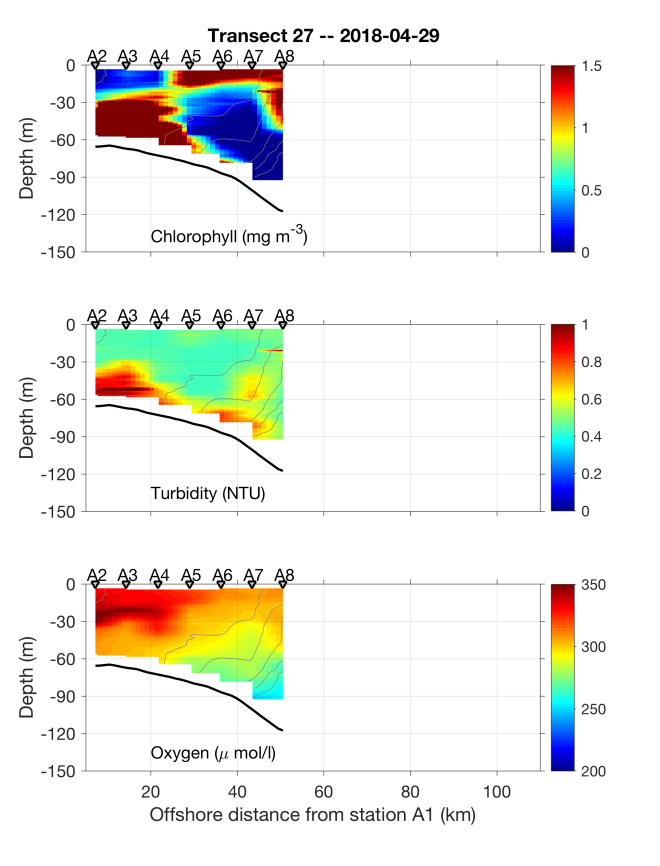 Transect 27 -- 2018-04-29
A2 A3 A4 A5 A6 A7 A8
0
-30
-60
-90
-120
-150
Depth (m)
Chlorophyll (mg m-3)
1.5
1
0.5
0
A2 A3 A4 A5 A6 A7 A8
0
-30
-60
-90
-120
-150
Depth (m)
Turbidity (NTU)
1
0.8
0.6
0.4
0.2
0
A2 A3 A4 A5 A6 A7 A8
0
-30
-60
-90
-120
-150
Depth (m)
Oxygen (μ mol/l)
350
300
250
200
20 40 60 80 100
Offshore distance from station A1 (km)